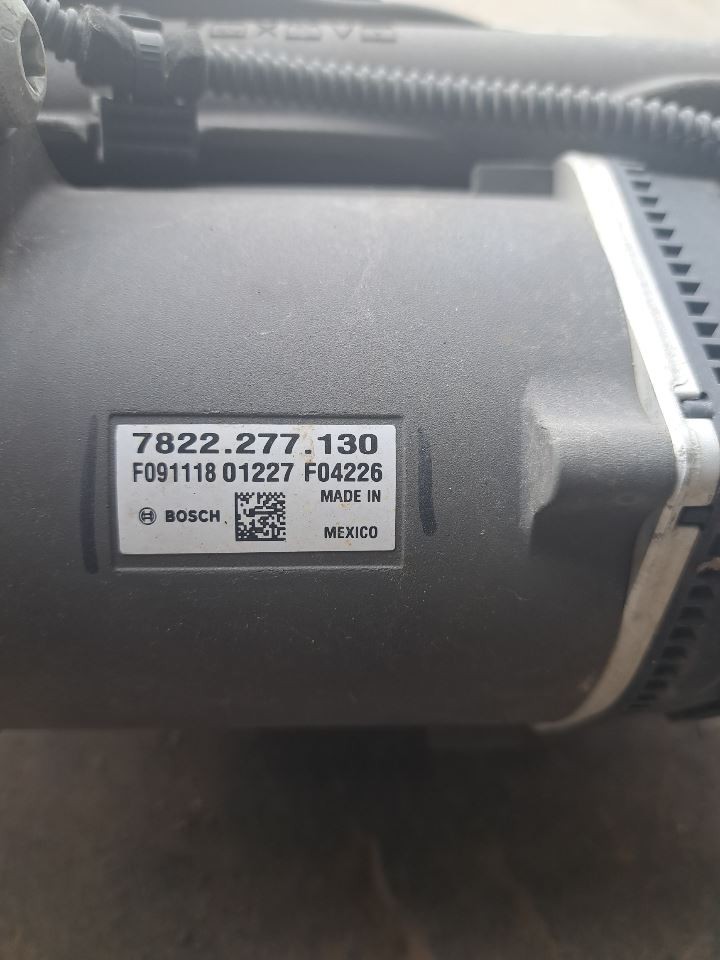 7822.277.130
F091118 01227 F04226
MADE IN
BOSCH
MEXICO